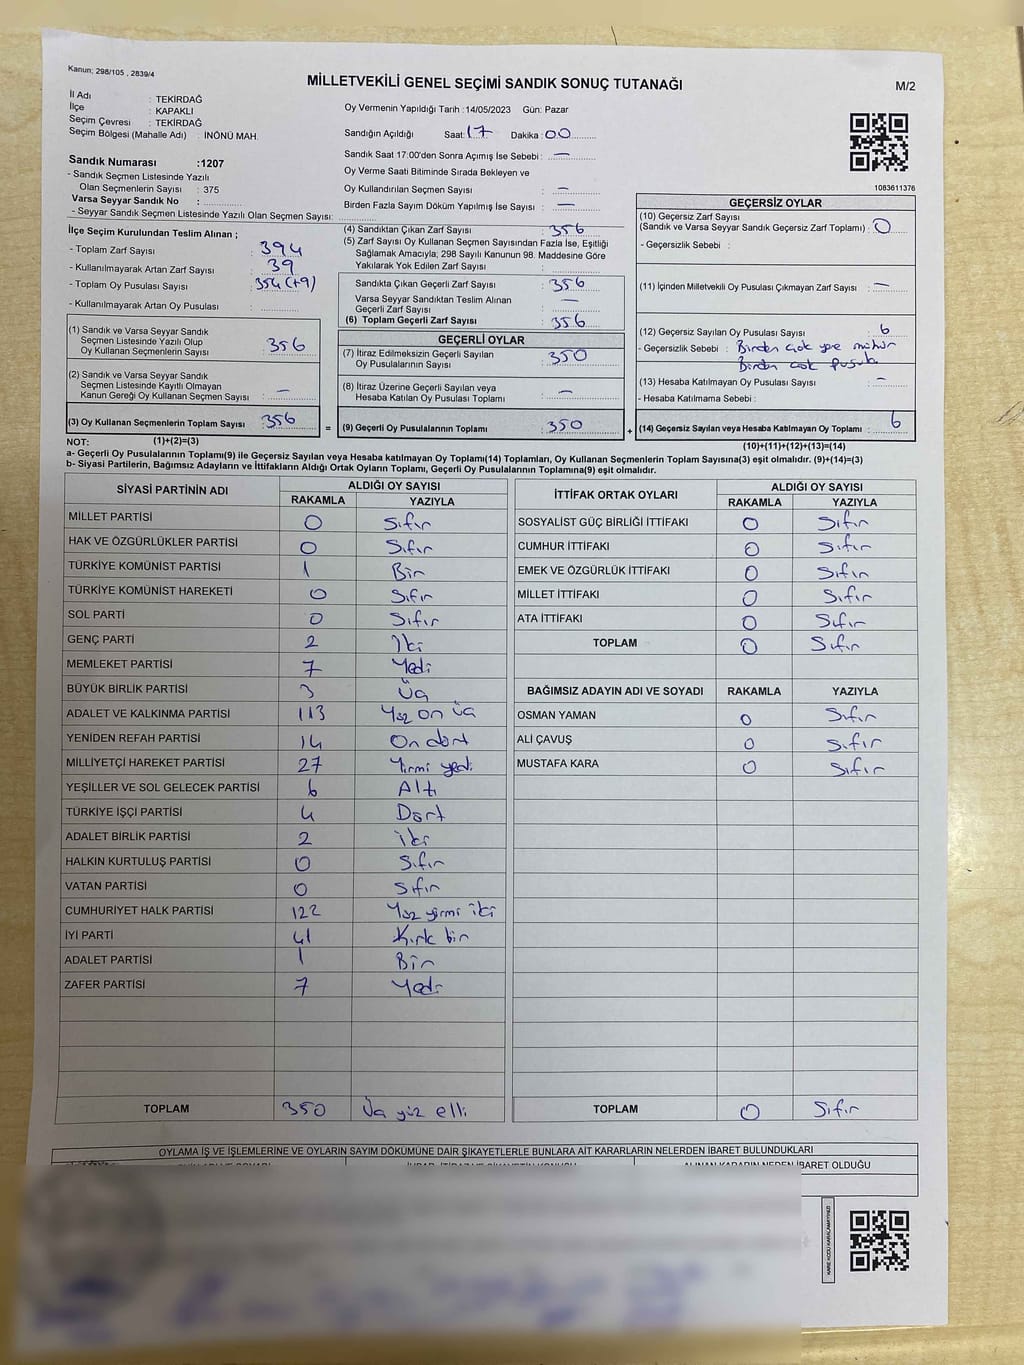 Kanun; 298/105 , 2839/4
MİLLETVEKİLİ GENEL SEÇİMİ SANDIK SONUÇ TUTANAĞI
M/2
İl Adı : TEKİRDAĞ
İlçe : KAPAKLI
Seçim Çevresi : TEKİRDAĞ
Seçim Bölgesi (Mahalle Adı) : İNÖNÜ MAH.
Oy Vermenin Yapıldığı Tarih :14/05/2023 Gün: Pazar
Sandığın Açıldığı Saat: 17 Dakika : 00
Sandık Saat 17:00'den Sonra Açımış İse Sebebi : —
Oy Verme Saati Bitiminde Sırada Bekleyen ve
Oy Kullandırılan Seçmen Sayısı : —
Birden Fazla Sayım Döküm Yapılmış İse Sayısı : —
1083611376
Sandık Numarası :1207
- Sandık Seçmen Listesinde Yazılı
Olan Seçmenlerin Sayısı : 375
Varsa Seyyar Sandık No :
- Seyyar Sandık Seçmen Listesinde Yazılı Olan Seçmen Sayısı:
İlçe Seçim Kurulundan Teslim Alınan ;
- Toplam Zarf Sayısı : 394
- Kullanılmayarak Artan Zarf Sayısı : 39
- Toplam Oy Pusulası Sayısı : 354 (+9)
- Kullanılmayarak Artan Oy Pusulası :
(1) Sandık ve Varsa Seyyar Sandık
Seçmen Listesinde Yazılı Olup
Oy Kullanan Seçmenlerin Sayısı : 356
(2) Sandık ve Varsa Seyyar Sandık
Seçmen Listesinde Kayıtlı Olmayan
Kanun Gereği Oy Kullanan Seçmen Sayısı : —
(3) Oy Kullanan Seçmenlerin Toplam Sayısı : 356
(4) Sandıktan Çıkan Zarf Sayısı : 356
(5) Zarf Sayısı Oy Kullanan Seçmen Sayısından Fazla İse, Eşitliği
Sağlamak Amacıyla; 298 Sayılı Kanunun 98. Maddesine Göre
Yakılarak Yok Edilen Zarf Sayısı :
Sandıkta Çıkan Geçerli Zarf Sayısı : 356
Varsa Seyyar Sandıktan Teslim Alınan
Geçerli Zarf Sayısı : —
(6) Toplam Geçerli Zarf Sayısı : 356
GEÇERLİ OYLAR
(7) İtiraz Edilmeksizin Geçerli Sayılan
Oy Pusulalarının Sayısı : 350
(8) İtiraz Üzerine Geçerli Sayılan veya
Hesaba Katılan Oy Pusulası Toplamı : —
= (9) Geçerli Oy Pusulalarının Toplamı : 350 +
GEÇERSİZ OYLAR
(10) Geçersiz Zarf Sayısı
(Sandık ve Varsa Seyyar Sandık Geçersiz Zarf Toplamı) : 0
- Geçersizlik Sebebi :
(11) İçinden Milletvekili Oy Pusulası Çıkmayan Zarf Sayısı : —
(12) Geçersiz Sayılan Oy Pusulası Sayısı : 6
- Geçersizlik Sebebi : Birden çok yere mühür
Birden çok pusula
(13) Hesaba Katılmayan Oy Pusulası Sayısı : —
- Hesaba Katılmama Sebebi :
(14) Geçersiz Sayılan veya Hesaba Katılmayan Oy Toplamı : 6
NOT: (1)+(2)=(3) (10)+(11)+(12)+(13)=(14)
a- Geçerli Oy Pusulalarının Toplamı(9) ile Geçersiz Sayılan veya Hesaba katılmayan Oy Toplamı(14) Toplamları, Oy Kullanan Seçmenlerin Toplam Sayısına(3) eşit olmalıdır. (9)+(14)=(3)
b- Siyasi Partilerin, Bağımsız Adayların ve İttifakların Aldığı Ortak Oyların Toplamı, Geçerli Oy Pusulalarının Toplamına(9) eşit olmalıdır.
SİYASİ PARTİNİN ADI ALDIĞI OY SAYISI
RAKAMLA YAZIYLA
MİLLET PARTİSİ 0 Sıfır
HAK VE ÖZGÜRLÜKLER PARTİSİ 0 Sıfır
TÜRKİYE KOMÜNİST PARTİSİ 1 Bir
TÜRKİYE KOMÜNİST HAREKETİ 0 Sıfır
SOL PARTİ 0 Sıfır
GENÇ PARTİ 2 İki
MEMLEKET PARTİSİ 7 Yedi
BÜYÜK BİRLİK PARTİSİ 3 Üç
ADALET VE KALKINMA PARTİSİ 113 Yüz on üç
YENİDEN REFAH PARTİSİ 14 On dört
MİLLİYETÇİ HAREKET PARTİSİ 27 Yirmi yedi
YEŞİLLER VE SOL GELECEK PARTİSİ 6 Altı
TÜRKİYE İŞÇİ PARTİSİ 4 Dört
ADALET BİRLİK PARTİSİ 2 iki
HALKIN KURTULUŞ PARTİSİ 0 Sıfır
VATAN PARTİSİ 0 Sıfır
CUMHURİYET HALK PARTİSİ 122 Yüz yirmi iki
İYİ PARTİ 41 Kırk bir
ADALET PARTİSİ 1 Bir
ZAFER PARTİSİ 7 Yedi
TOPLAM 350 Üç yüz elli
İTTİFAK ORTAK OYLARI ALDIĞI OY SAYISI
RAKAMLA YAZIYLA
SOSYALİST GÜÇ BİRLİĞİ İTTİFAKI 0 Sıfır
CUMHUR İTTİFAKI 0 Sıfır
EMEK VE ÖZGÜRLÜK İTTİFAKI 0 Sıfır
MİLLET İTTİFAKI 0 Sıfır
ATA İTTİFAKI 0 Sıfır
TOPLAM 0 Sıfır
BAĞIMSIZ ADAYIN ADI VE SOYADI RAKAMLA YAZIYLA
OSMAN YAMAN 0 Sıfır
ALİ ÇAVUŞ 0 Sıfır
MUSTAFA KARA 0 Sıfır
TOPLAM 0 Sıfır
OYLAMA İŞ VE İŞLEMLERİNE VE OYLARIN SAYIM DÖKÜMÜNE DAİR ŞİKAYETLERLE BUNLARA AİT KARARLARIN NELERDEN İBARET BULUNDUKLARI
ALINAN KARARIN NEDEN İBARET OLDUĞU